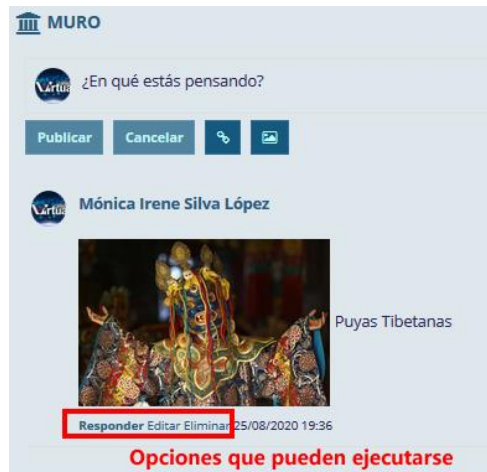 MURO
¿En qué estás pensando?
Publicar Cancelar
Mónica Irene Silva López
Puyas Tibetanas
Responder Editar Eliminar 25/08/2020 19:36
Opciones que pueden ejecutarse